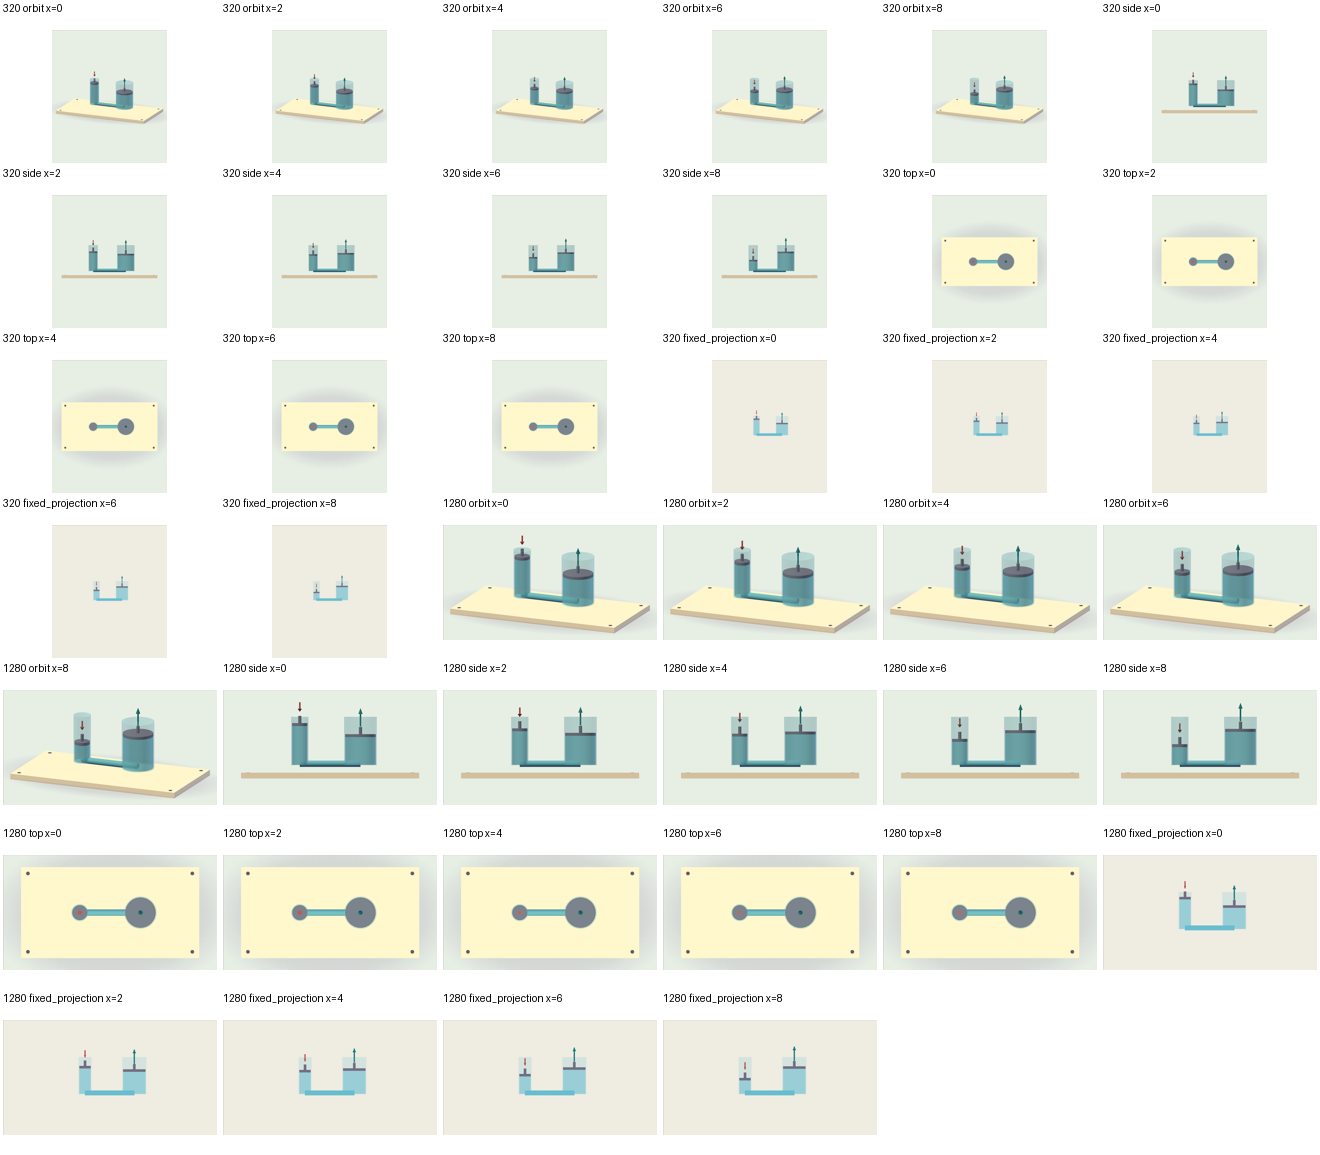 320 orbit x=0
320 orbit x=2
320 orbit x=4
320 orbit x=6
320 orbit x=8
320 side x=0
320 side x=2
320 side x=4
320 side x=6
320 side x=8
320 top x=0
320 top x=2
320 top x=4
320 top x=6
320 top x=8
320 fixed_projection x=0
320 fixed_projection x=2
320 fixed_projection x=4
320 fixed_projection x=6
320 fixed_projection x=8
1280 orbit x=0
1280 orbit x=2
1280 orbit x=4
1280 orbit x=6
1280 orbit x=8
1280 side x=0
1280 side x=2
1280 side x=4
1280 side x=6
1280 side x=8
1280 top x=0
1280 top x=2
1280 top x=4
1280 top x=6
1280 top x=8
1280 fixed_projection x=0
1280 fixed_projection x=2
1280 fixed_projection x=4
1280 fixed_projection x=6
1280 fixed_projection x=8